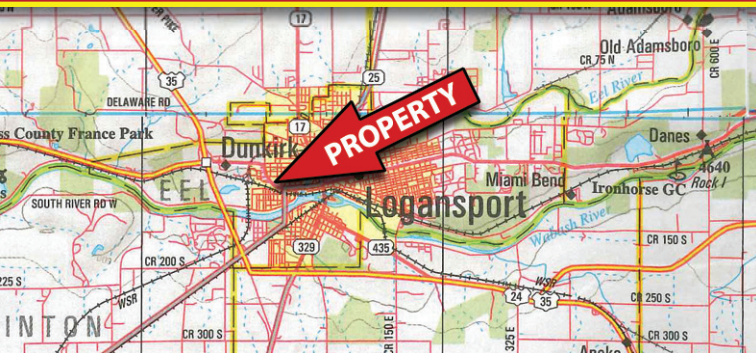 17
Adamsboro
Old Adamsboro
CR 600 E
CR 75 N
35
25
Eel River
DELAWARE RD
17
PROPERTY
ss County France Park
Dunkirk
Danes
4640
Rock I
Miami Bend
Ironhorse GC
EEL
SOUTH RIVER RD W
Logansport
Wabash River
329
435
CR 150 S
CR 200 S
225 S
WSR
WSR
24
35
CR 250 S
INTON
CR 300 S
CR 150 E
325 E
CR 300 S
Anoka